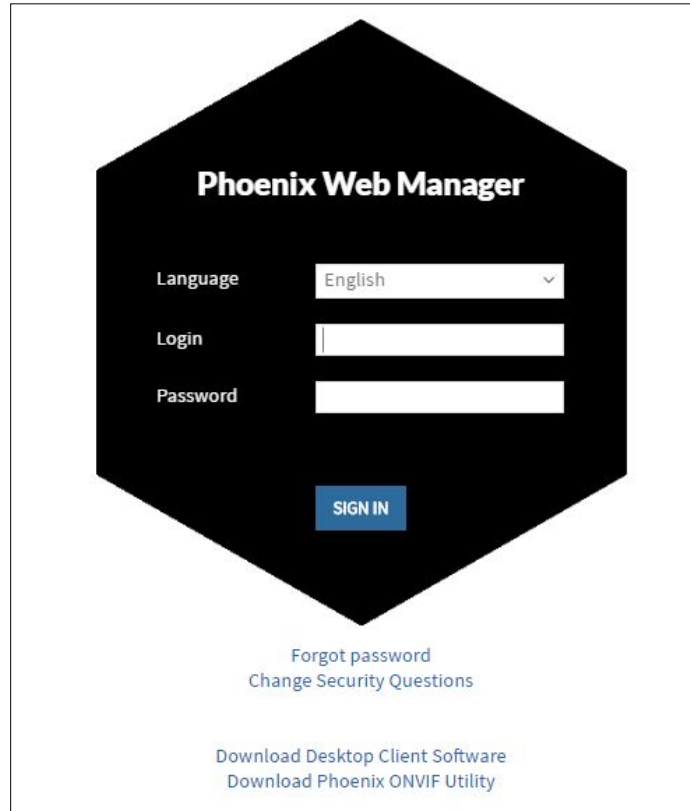 Phoenix Web Manager
Language English
Login
Password
SIGN IN
Forgot password
Change Security Questions
Download Desktop Client Software
Download Phoenix ONVIF Utility